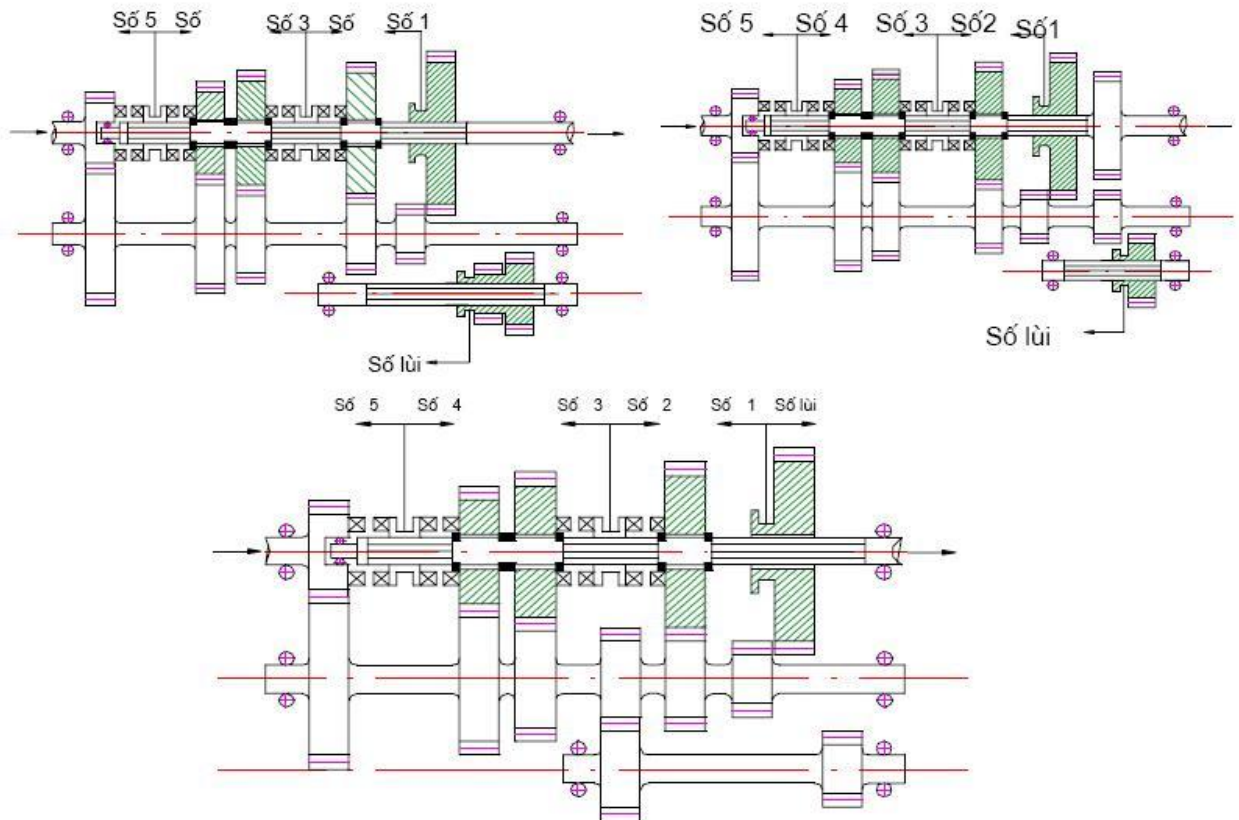 Số 5 Số Số 3 Số Số 1
Số lùi
Số 5 Số 4 Số 3 Số2 Số1
Số lùi
Số 5 Số 4 Số 3 Số 2 Số 1 Số lùi